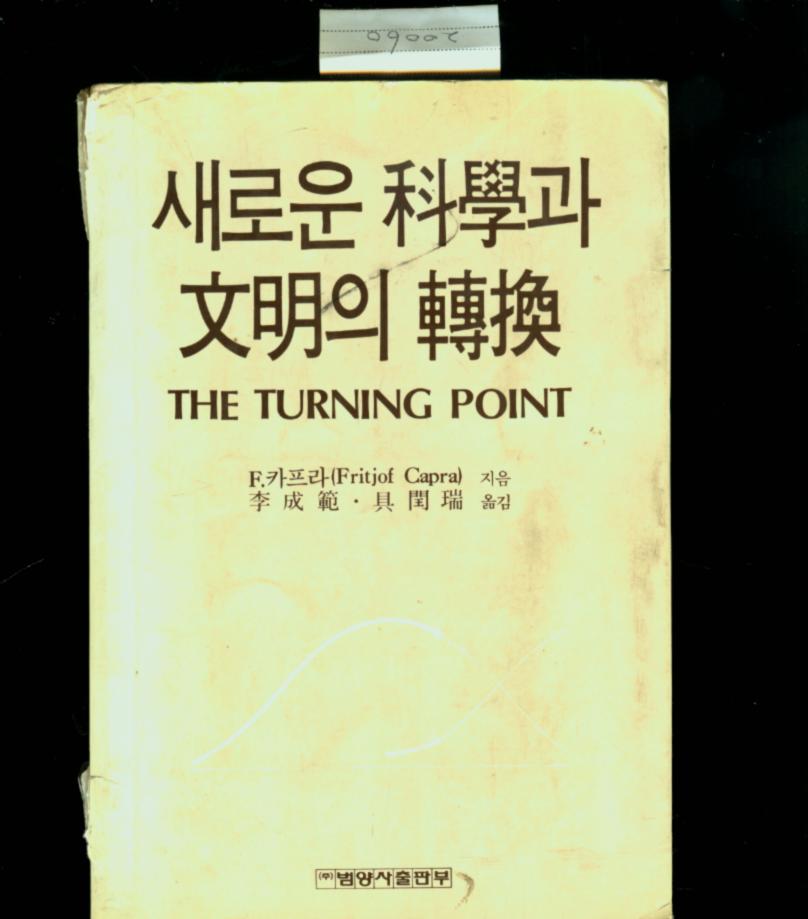 새로운 科學과
文明의 轉換
THE TURNING POINT
F.카프라(Fritjof Capra) 지음
李成範·具閏瑞 옮김
(주)범양사출판부